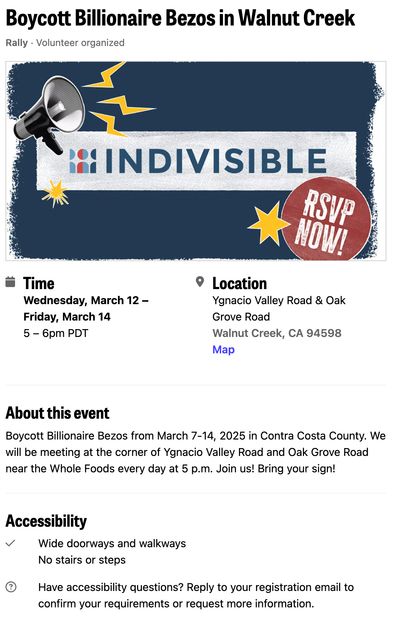 Boycott Billionaire Bezos in Walnut Creek
Rally · Volunteer organized
INDIVISIBLE
RSVP
NOW!
Time
Wednesday, March 12 –
Friday, March 14
5 – 6pm PDT
Location
Ygnacio Valley Road & Oak
Grove Road
Walnut Creek, CA 94598
Map
About this event
Boycott Billionaire Bezos from March 7-14, 2025 in Contra Costa County. We
will be meeting at the corner of Ygnacio Valley Road and Oak Grove Road
near the Whole Foods every day at 5 p.m. Join us! Bring your sign!
Accessibility
Wide doorways and walkways
No stairs or steps
Have accessibility questions? Reply to your registration email to
confirm your requirements or request more information.